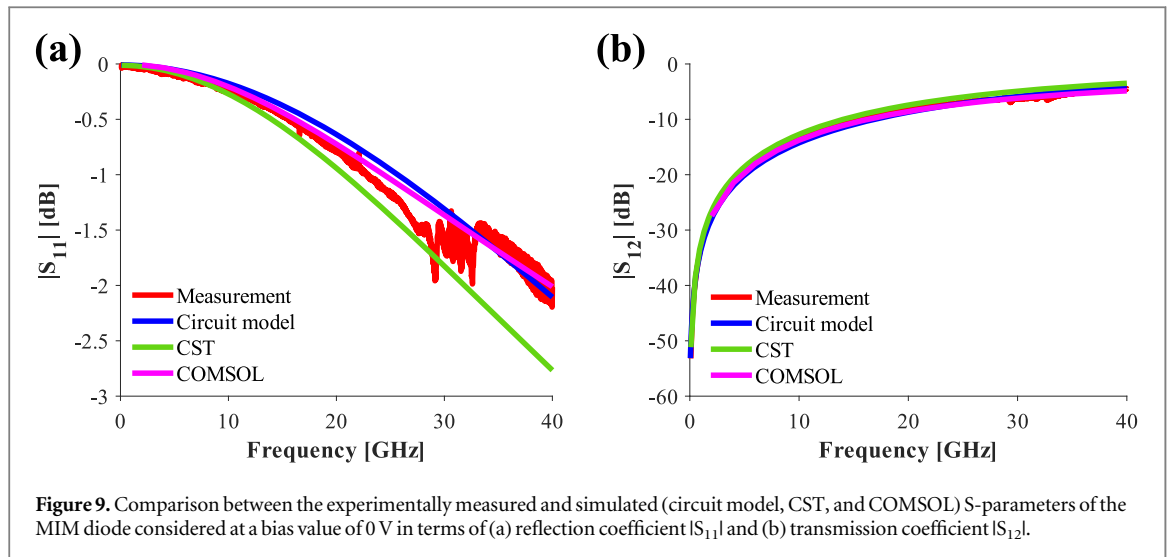 (a)
0
-0.5
-1
-1.5
-2
-2.5
-3
|S11| [dB]
Measurement
Circuit model
CST
COMSOL
0 10 20 30 40
Frequency [GHz]
(b)
0
-10
-20
-30
-40
-50
-60
|S12| [dB]
Measurement
Circuit model
CST
COMSOL
0 10 20 30 40
Frequency [GHz]
Figure 9. Comparison between the experimentally measured and simulated (circuit model, CST, and COMSOL) S-parameters of the
MIM diode considered at a bias value of 0 V in terms of (a) reflection coefficient |S11| and (b) transmission coefficient |S12|.